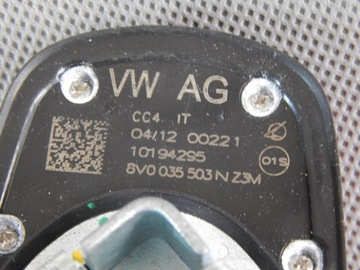 VW AG
CC4 IT
04/12 00221
10194295
01S
8V0 035 503 N Z3M